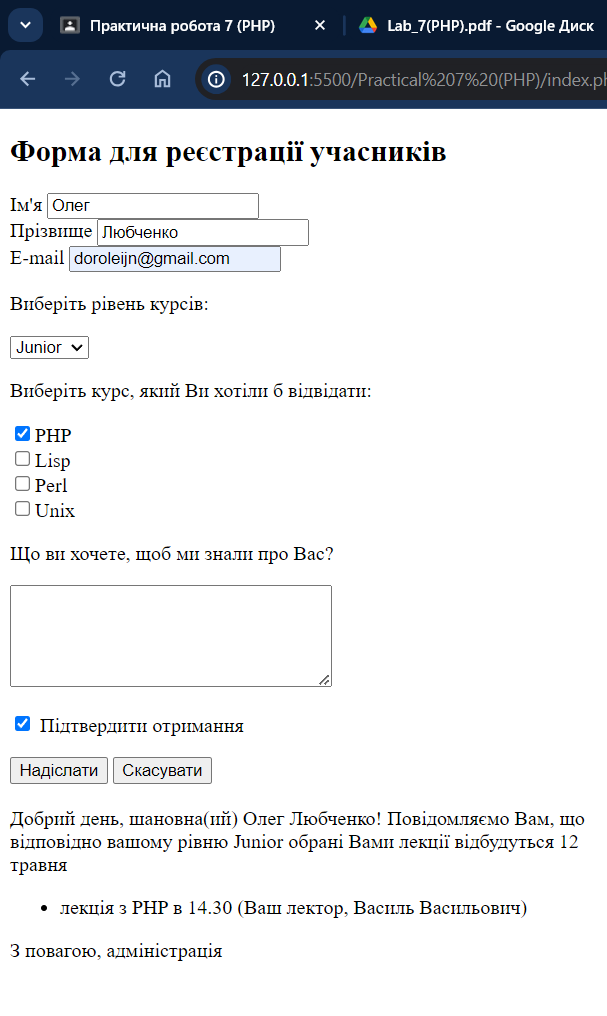 Практична робота 7 (PHP)
Lab_7(PHP).pdf - Google Диск
127.0.0.1:5500/Practical%207%20(PHP)/index.ph
Форма для реєстрації учасників
Ім'я Олег
Прізвище Любченко
E-mail doroleijn@gmail.com
Виберіть рівень курсів:
Junior
Виберіть курс, який Ви хотіли б відвідати:
PHP
Lisp
Perl
Unix
Що ви хочете, щоб ми знали про Вас?
Підтвердити отримання
Надіслати Скасувати
Добрий день, шановна(ий) Олег Любченко! Повідомляємо Вам, що
відповідно вашому рівню Junior обрані Вами лекції відбудуться 12
травня
• лекція з PHP в 14.30 (Ваш лектор, Василь Васильович)
З повагою, адміністрація